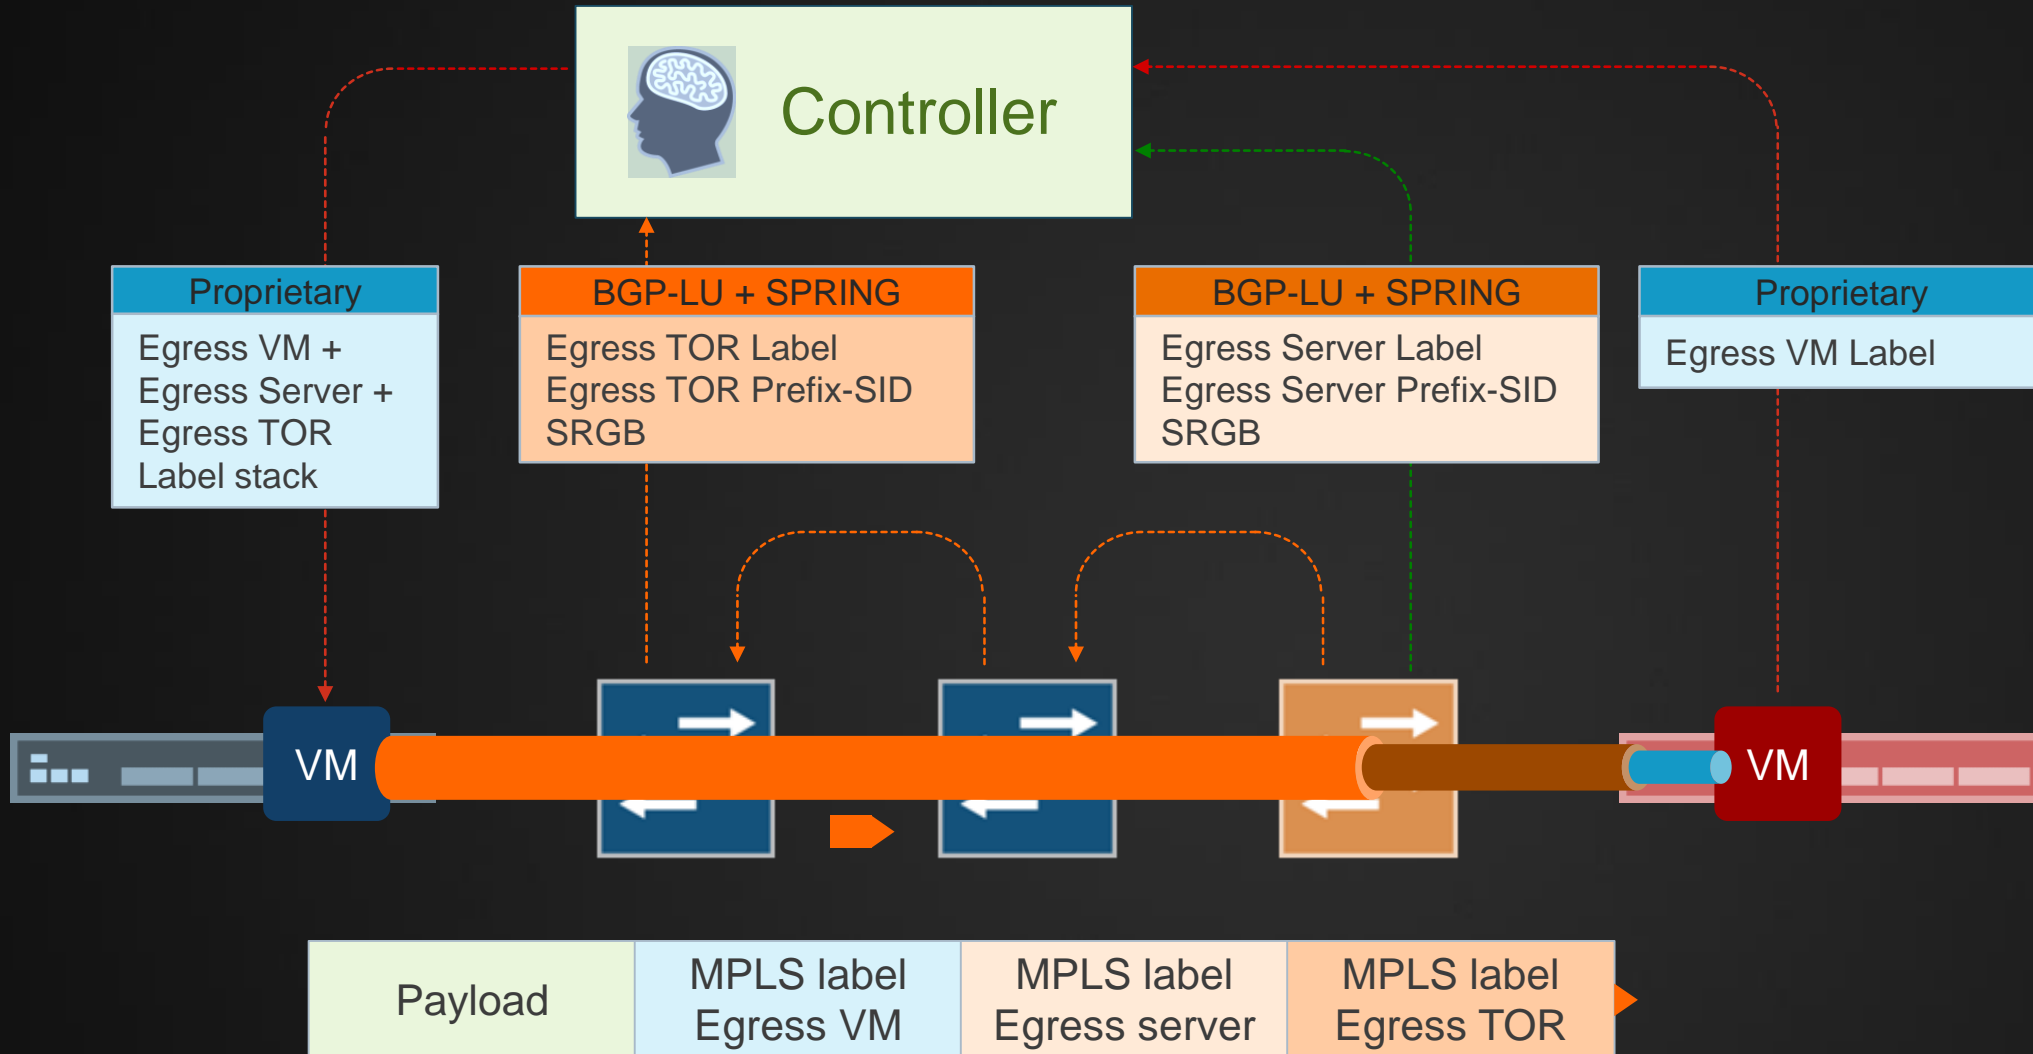 Controller
Proprietary
Egress VM +
Egress Server +
Egress TOR
Label stack
BGP-LU + SPRING
Egress TOR Label
Egress TOR Prefix-SID
SRGB
BGP-LU + SPRING
Egress Server Label
Egress Server Prefix-SID
SRGB
Proprietary
Egress VM Label
VM
VM
Payload
MPLS label
Egress VM
MPLS label
Egress server
MPLS label
Egress TOR